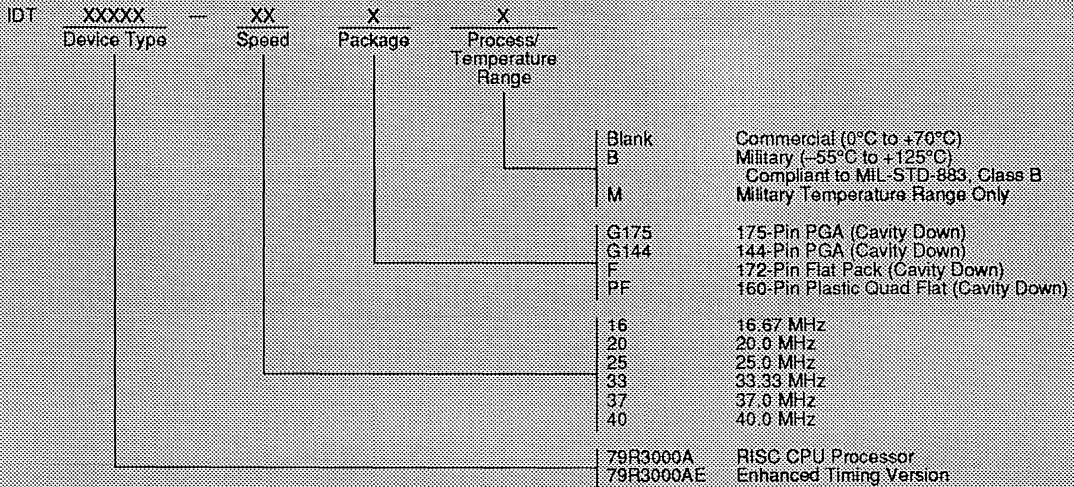 IDT XXXXX — XX X X
Device Type Speed Package Process/
Temperature
Range
Blank Commercial (0°C to +70°C)
B Military (–55°C to +125°C)
Compliant to MIL-STD-883, Class B
M Military Temperature Range Only
G175 175-Pin PGA (Cavity Down)
G144 144-Pin PGA (Cavity Down)
F 172-Pin Flat Pack (Cavity Down)
PF 160-Pin Plastic Quad Flat (Cavity Down)
16 16.67 MHz
20 20.0 MHz
25 25.0 MHz
33 33.33 MHz
37 37.0 MHz
40 40.0 MHz
79R3000A RISC CPU Processor
79R3000AE Enhanced Timing Version